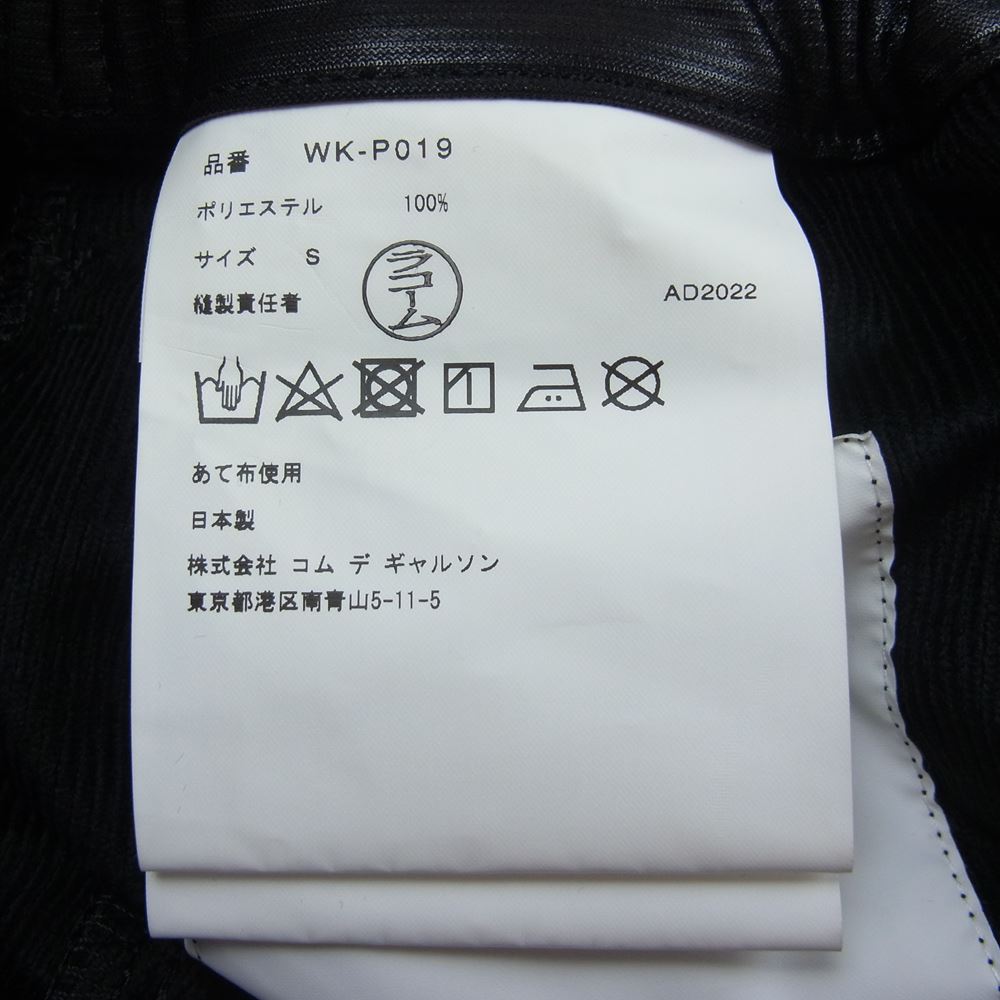 品番 WK-P019
ポリエステル 100%
サイズ S
縫製責任者 ラコーム
AD2022
あて布使用
日本製
株式会社 コム デ ギャルソン
東京都港区南青山5-11-5